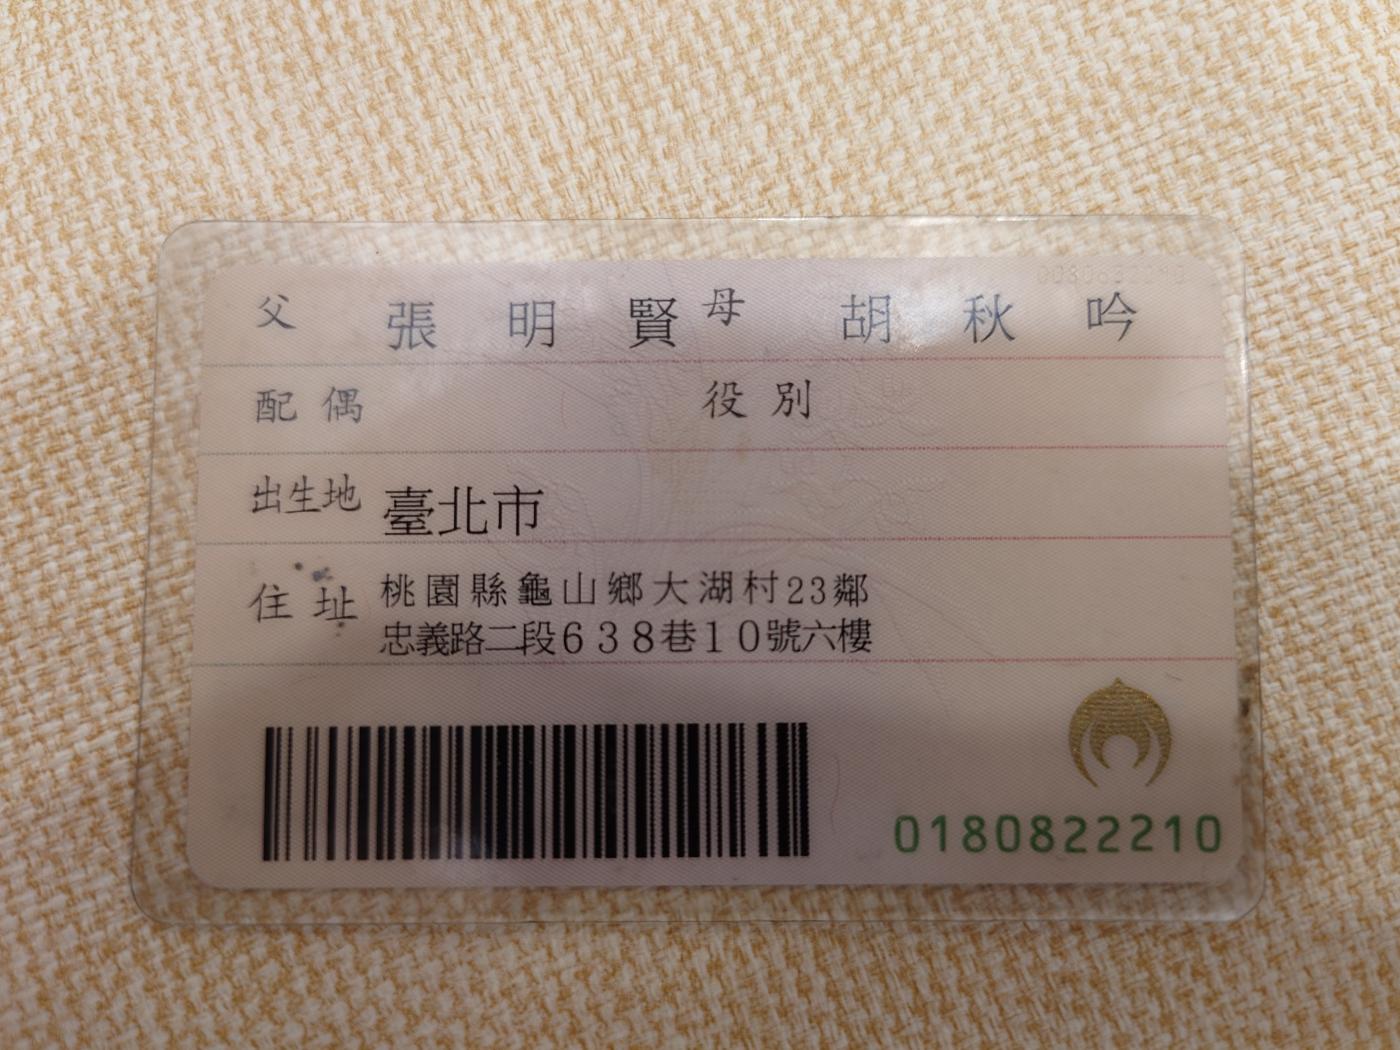 父 張明賢 母 胡秋吟
配偶 役別
出生地 臺北市
住址 桃園縣龜山鄉大湖村23鄰
忠義路二段638巷10號六樓
0180822210